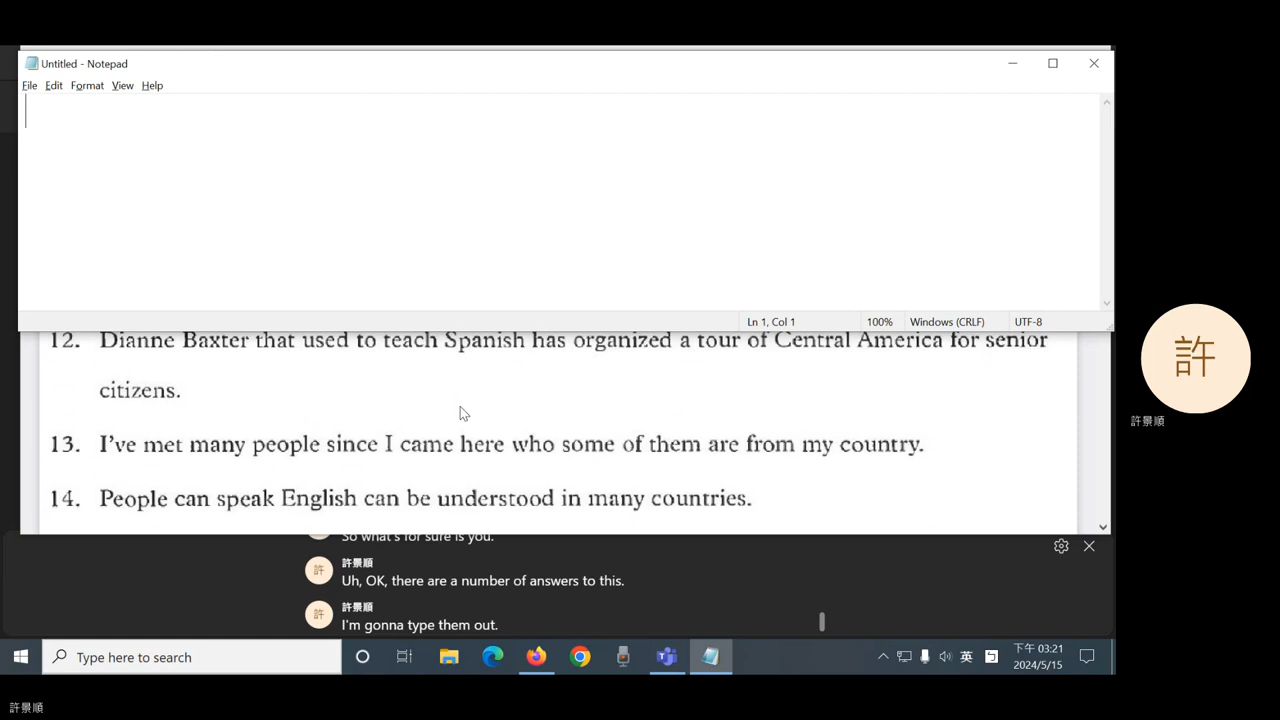 Untitled - Notepad
File Edit Format View Help
Ln 1, Col 1 100% Windows (CRLF) UTF-8
12. Dianne Baxter that used to teach Spanish has organized a tour of Central America for senior
citizens.
13. I've met many people since I came here who some of them are from my country.
14. People can speak English can be understood in many countries.
So what's for sure is you.
許景順
許 Uh, OK, there are a number of answers to this.
許景順
許 I'm gonna type them out.
許
許景順
Type here to search
英
下午 03:21
2024/5/15
許景順